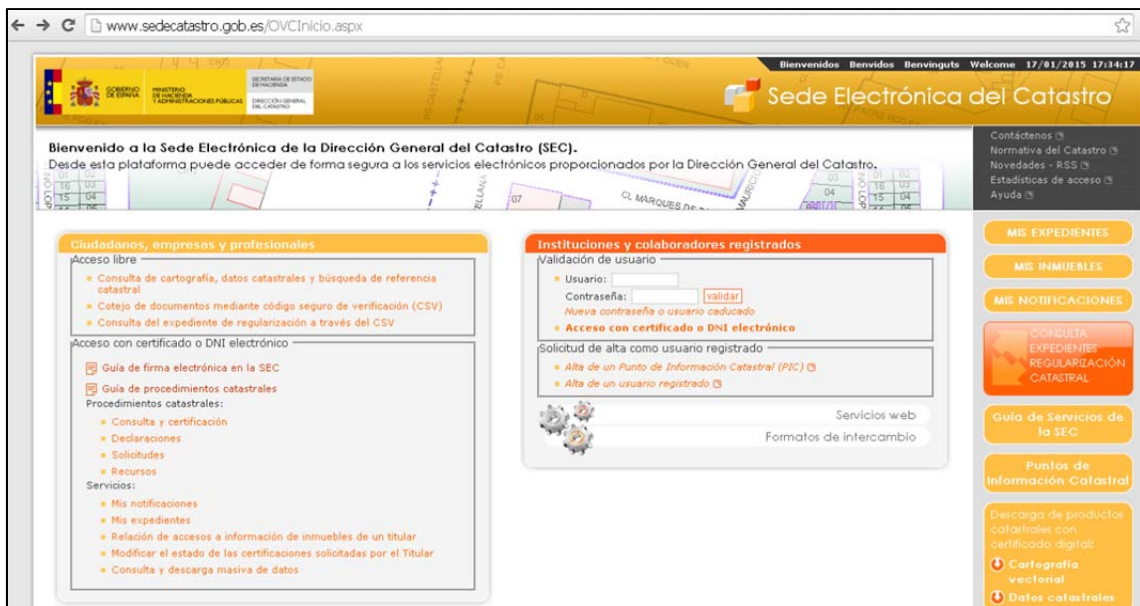 www.sedecatastro.gob.es/OVCInicio.aspx
Bienvenidos Benvidos Benvinguts Welcome 17/01/2015 17:34:17
GOBIERNO DE ESPAÑA
MINISTERIO DE HACIENDA Y ADMINISTRACIONES PÚBLICAS
SECRETARÍA DE ESTADO DE HACIENDA
DIRECCIÓN GENERAL DEL CATASTRO
Sede Electrónica del Catastro
Bienvenido a la Sede Electrónica de la Dirección General del Catastro (SEC).
Desde esta plataforma puede acceder de forma segura a los servicios electrónicos proporcionados por la Dirección General del Catastro.
07
04
CL MARQUES DE
Contáctenos
Normativa del Catastro
Novedades - RSS
Estadísticas de acceso
Ayuda
Ciudadanos, empresas y profesionales
Acceso libre
Consulta de cartografía, datos catastrales y búsqueda de referencia
catastral
Cotejo de documentos mediante código seguro de verificación (CSV)
Consulta del expediente de regularización a través del CSV
Acceso con certificado o DNI electrónico
Guía de firma electrónica en la SEC
Guía de procedimientos catastrales
Procedimientos catastrales:
Consulta y certificación
Declaraciones
Solicitudes
Recursos
Servicios:
Mis notificaciones
Mis expedientes
Relación de accesos a información de inmuebles de un titular
Modificar el estado de las certificaciones solicitadas por el Titular
Consulta y descarga masiva de datos
Instituciones y colaboradores registrados
Validación de usuario
Usuario:
Contraseña: validar
Nueva contraseña o usuario caducado
Acceso con certificado o DNI electrónico
Solicitud de alta como usuario registrado
Alta de un Punto de Información Catastral (PIC)
Alta de un usuario registrado
Servicios web
Formatos de intercambio
MIS EXPEDIENTES
MIS INMUEBLES
MIS NOTIFICACIONES
CONSULTA
EXPEDIENTES
REGULARIZACIÓN
CATASTRAL
Guía de Servicios de
la SEC
Puntos de
Información Catastral
Descarga de productos
catastrales con
certificado digital:
Cartografía
vectorial
Datos catastrales